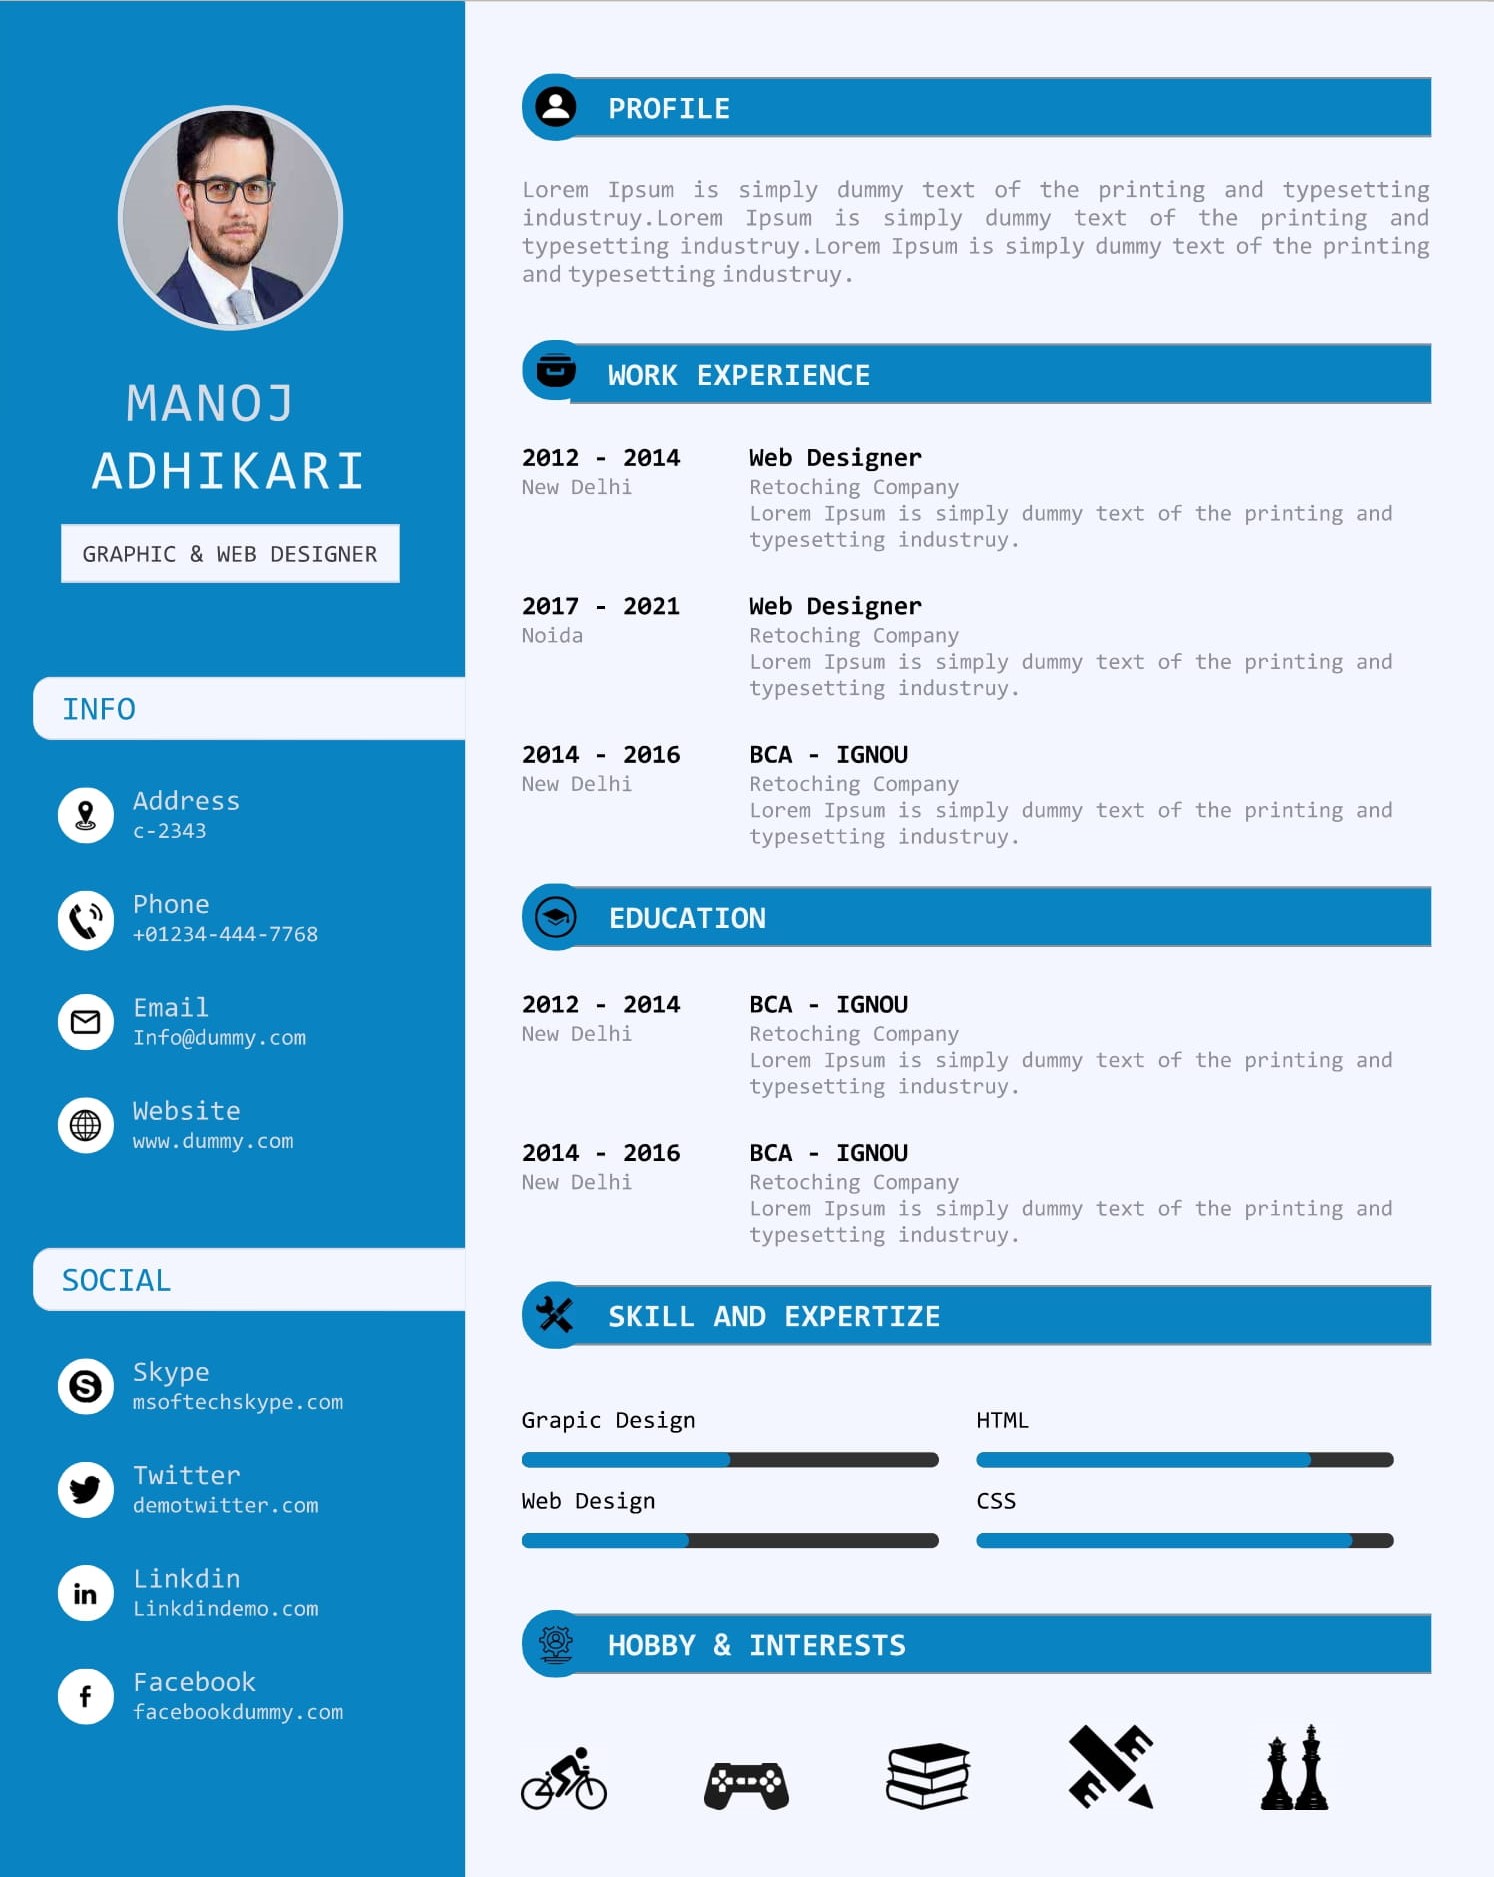 MANOJ
ADHIKARI
GRAPHIC & WEB DESIGNER
INFO
Address
c-2343
Phone
+01234-444-7768
Email
Info@dummy.com
Website
www.dummy.com
SOCIAL
Skype
msoftechskype.com
Twitter
demotwitter.com
Linkdin
Linkdindemo.com
Facebook
facebookdummy.com
PROFILE
Lorem Ipsum is simply dummy text of the printing and typesetting
industruy.Lorem Ipsum is simply dummy text of the printing and
typesetting industruy.Lorem Ipsum is simply dummy text of the printing
and typesetting industruy.
WORK EXPERIENCE
2012 - 2014
New Delhi
Web Designer
Retoching Company
Lorem Ipsum is simply dummy text of the printing and
typesetting industruy.
2017 - 2021
Noida
Web Designer
Retoching Company
Lorem Ipsum is simply dummy text of the printing and
typesetting industruy.
2014 - 2016
New Delhi
BCA - IGNOU
Retoching Company
Lorem Ipsum is simply dummy text of the printing and
typesetting industruy.
EDUCATION
2012 - 2014
New Delhi
BCA - IGNOU
Retoching Company
Lorem Ipsum is simply dummy text of the printing and
typesetting industruy.
2014 - 2016
New Delhi
BCA - IGNOU
Retoching Company
Lorem Ipsum is simply dummy text of the printing and
typesetting industruy.
SKILL AND EXPERTIZE
Grapic Design
HTML
Web Design
CSS
HOBBY & INTERESTS